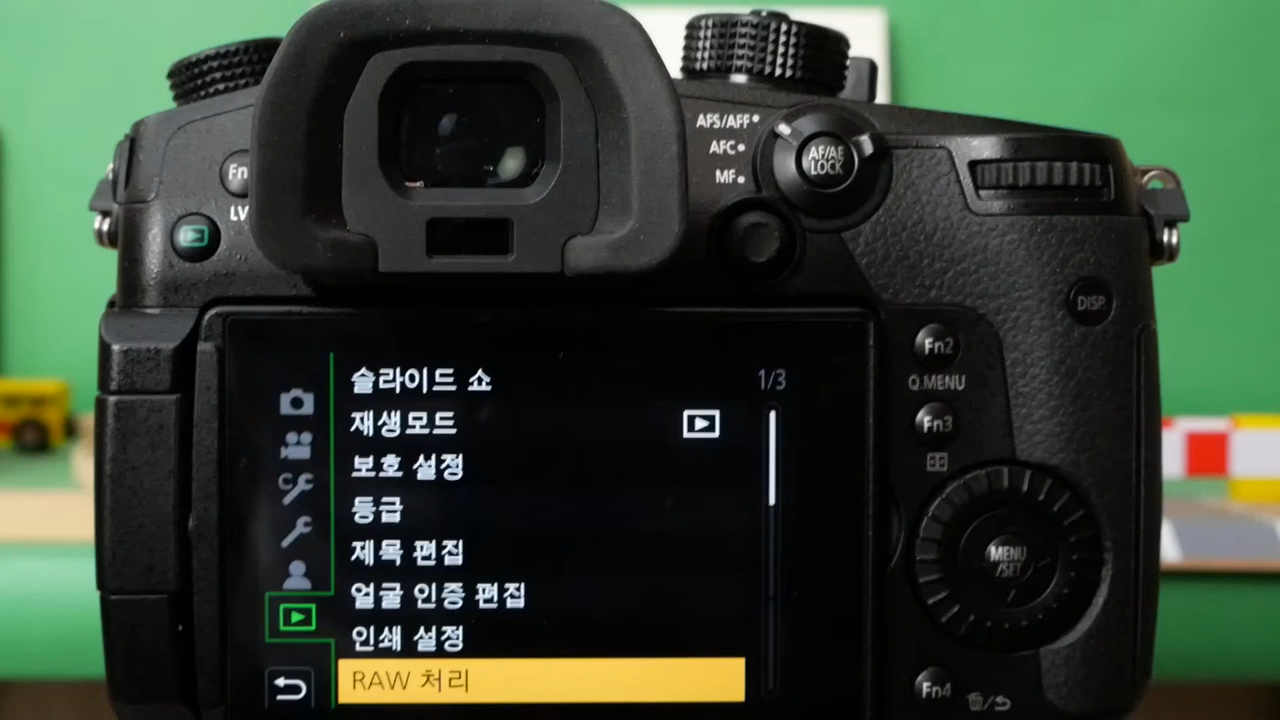 AFS/AFF
AFC
MF
AF/AE
LOCK
Fn
LV
DISP.
Fn2
Q.MENU
Fn3
MENU
/SET
Fn4
슬라이드 쇼
1/3
재생모드
보호 설정
등급
제목 편집
얼굴 인증 편집
인쇄 설정
RAW 처리